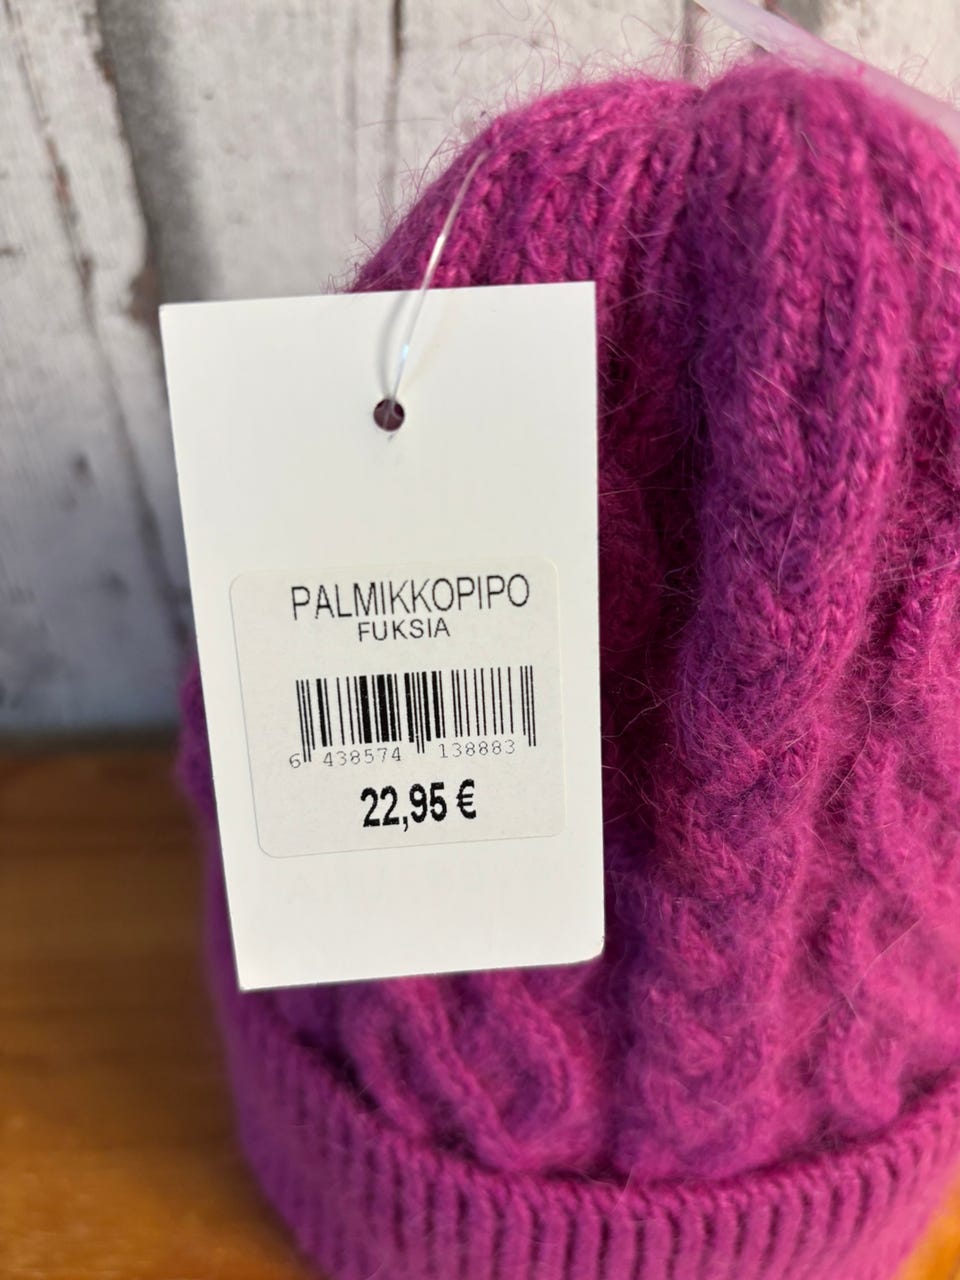 PALMIKKOPIPO
FUKSIA
6 438574 138883
22,95 €